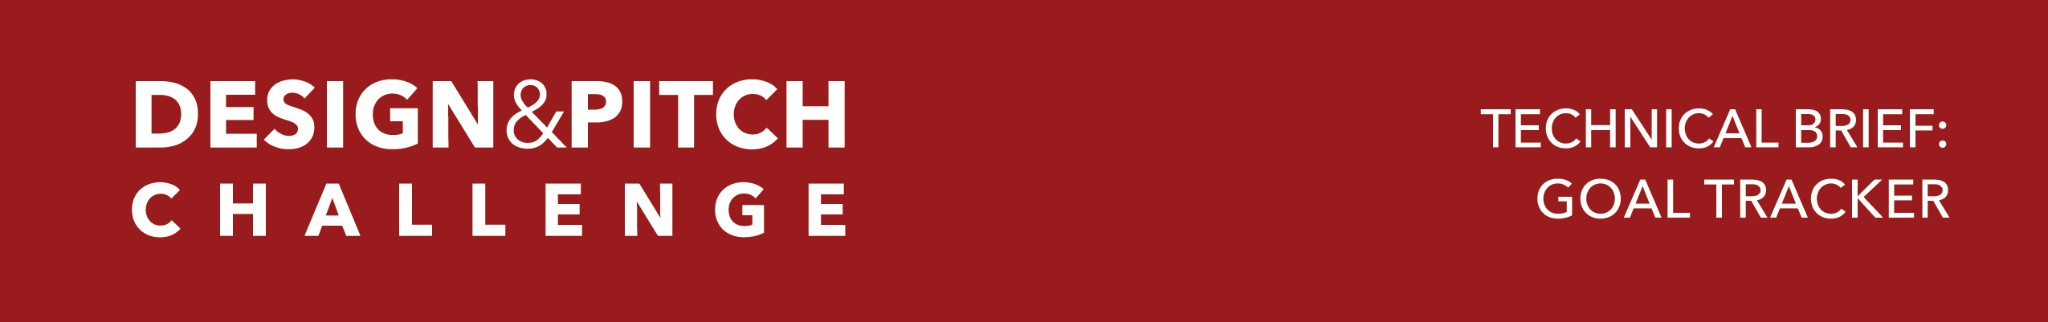 DESIGN&PITCH
CHALLENGE
TECHNICAL BRIEF:
GOAL TRACKER